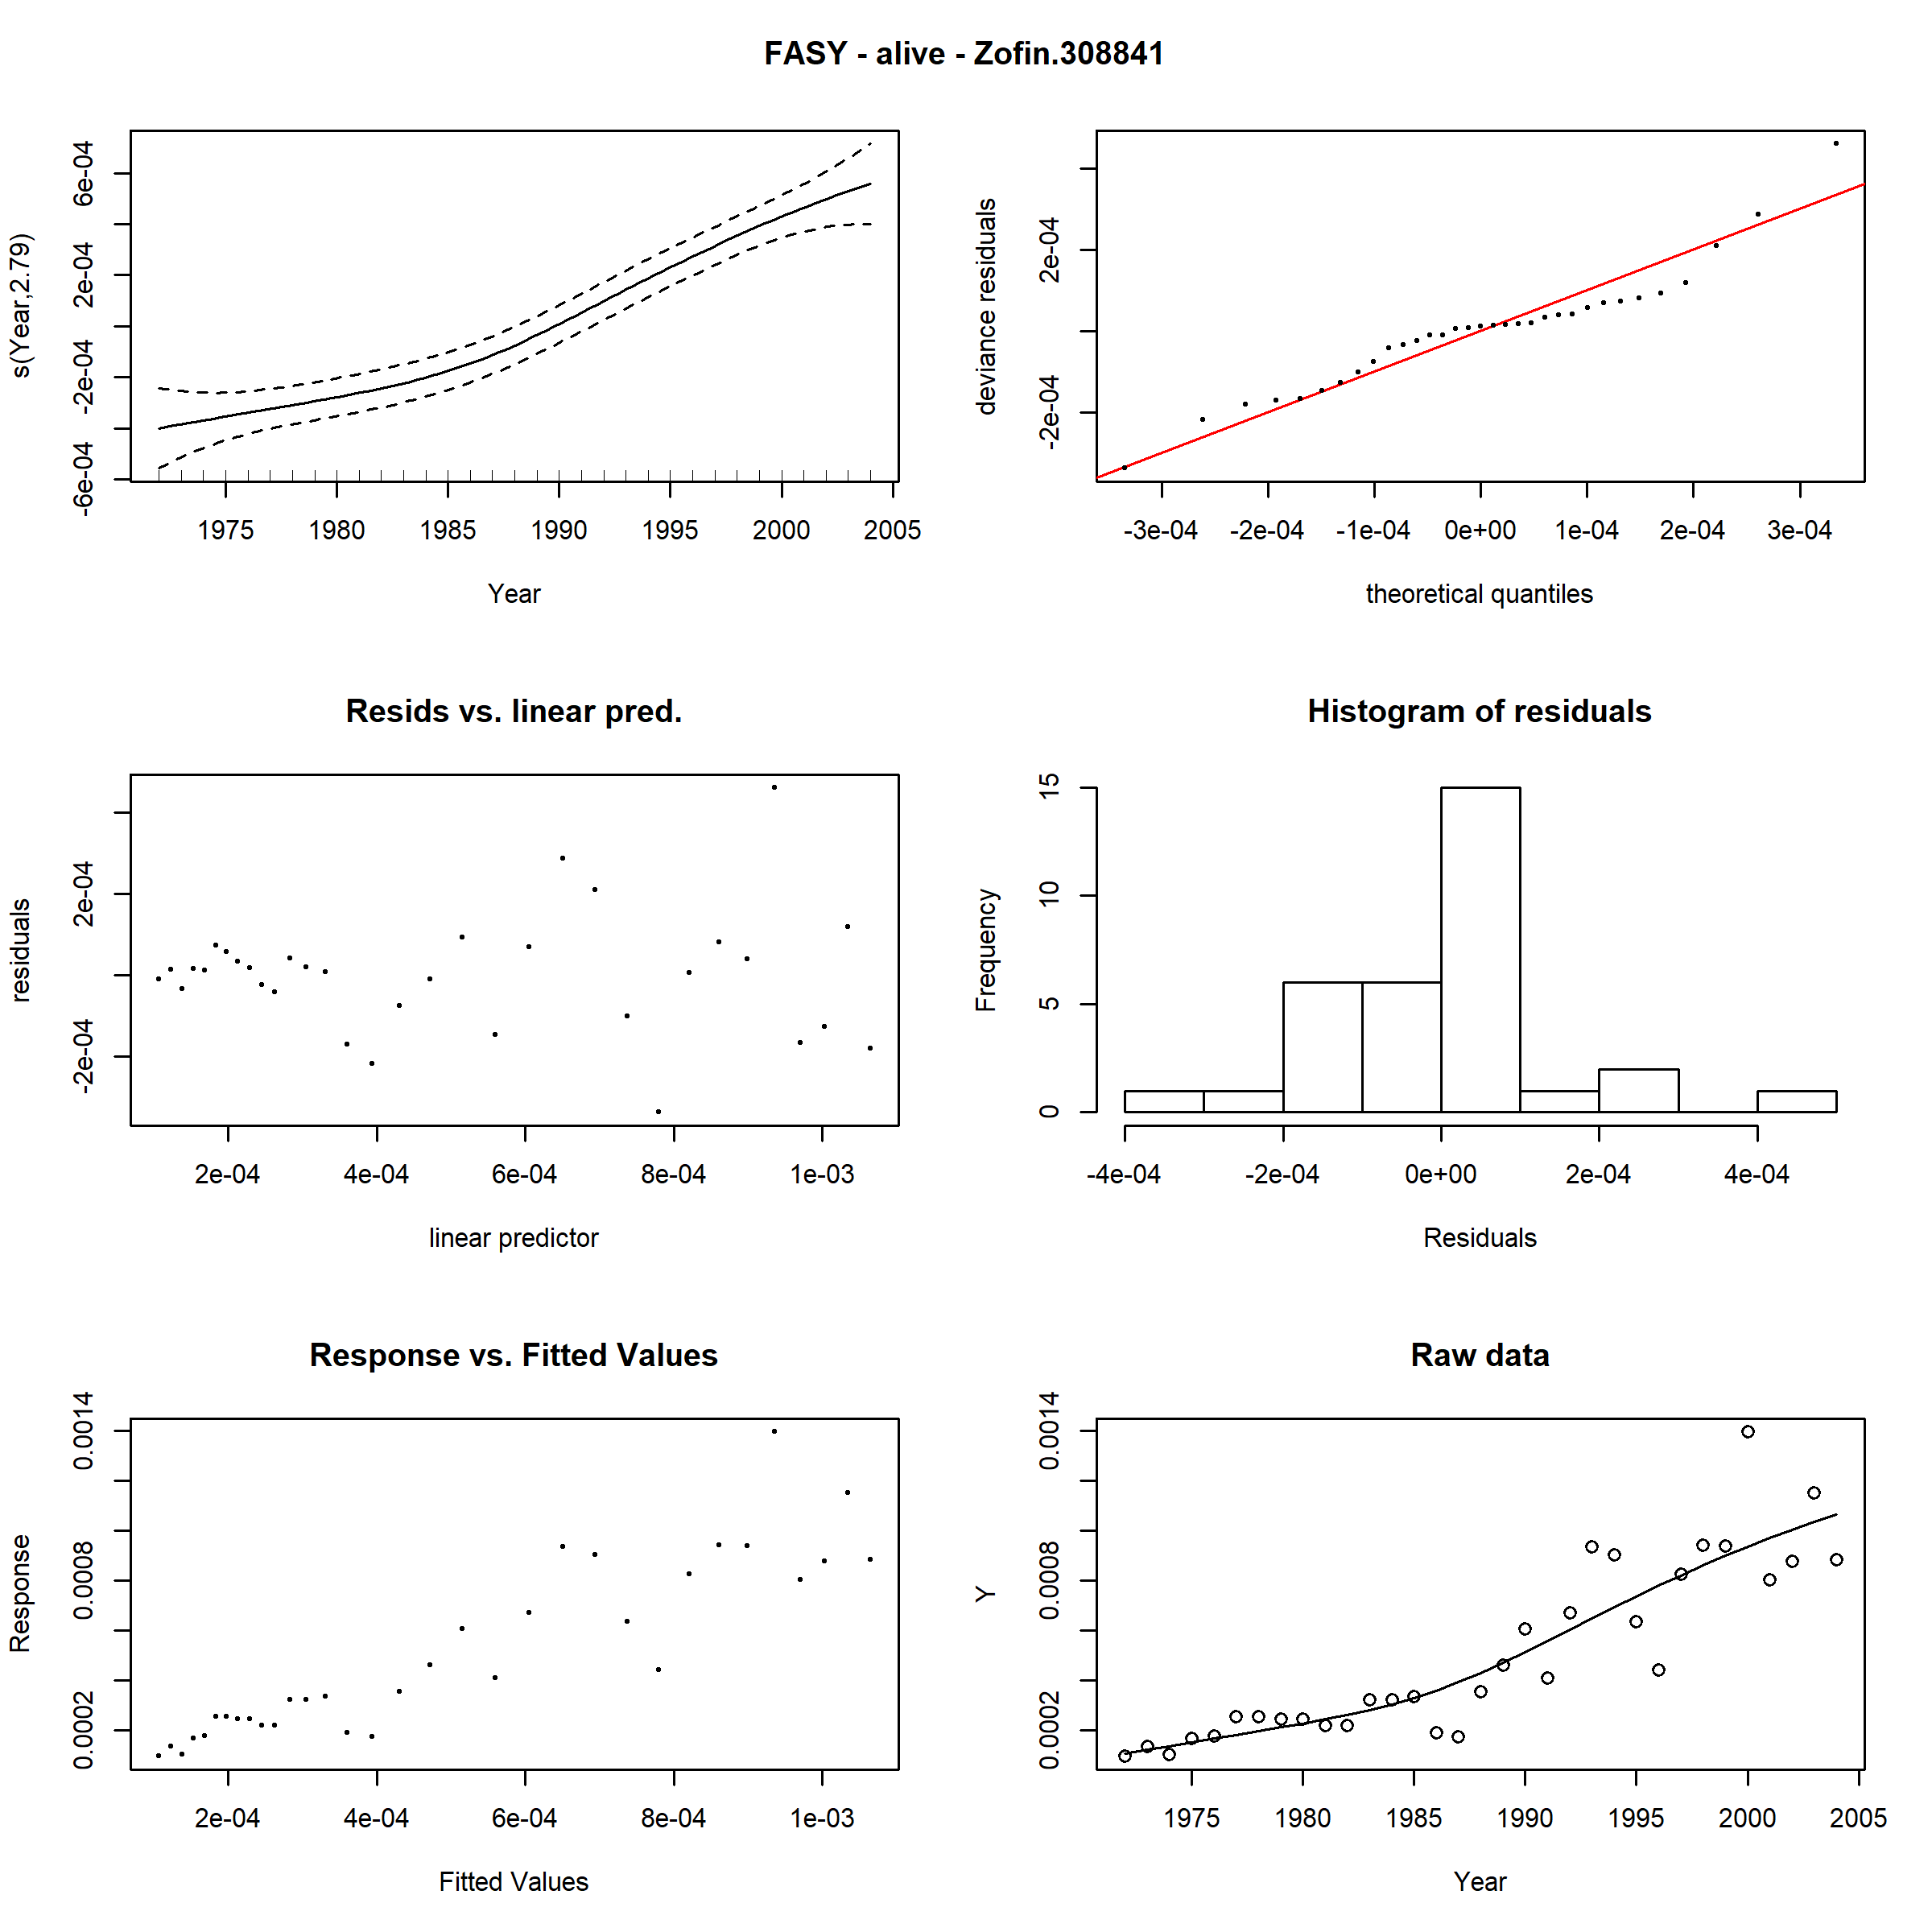 FASY - alive - Zofin.308841
s(Year,2.79)
6e-04
2e-04
-2e-04
-6e-04
1975 1980 1985 1990 1995 2000 2005
Year
deviance residuals
2e-04
-2e-04
-3e-04 -2e-04 -1e-04 0e+00 1e-04 2e-04 3e-04
theoretical quantiles
Resids vs. linear pred.
residuals
2e-04
-2e-04
2e-04 4e-04 6e-04 8e-04 1e-03
linear predictor
Histogram of residuals
Frequency
15
10
5
0
-4e-04 -2e-04 0e+00 2e-04 4e-04
Residuals
Response vs. Fitted Values
Response
0.0014
0.0008
0.0002
2e-04 4e-04 6e-04 8e-04 1e-03
Fitted Values
Raw data
Y
0.0014
0.0008
0.0002
1975 1980 1985 1990 1995 2000 2005
Year